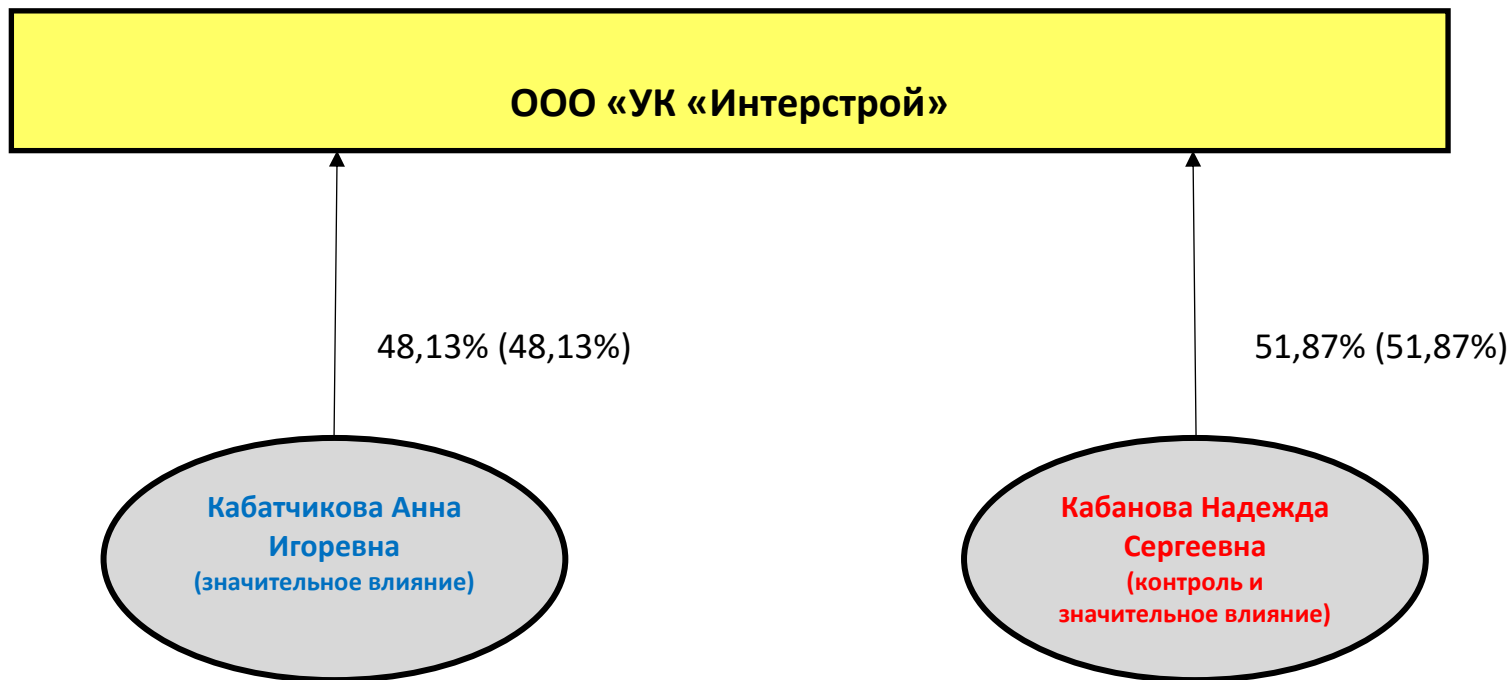 ООО «УК «Интерстрой»
48,13% (48,13%)
51,87% (51,87%)
Кабатчикова Анна
Игоревна
(значительное влияние)
Кабанова Надежда
Сергеевна
(контроль и
значительное влияние)